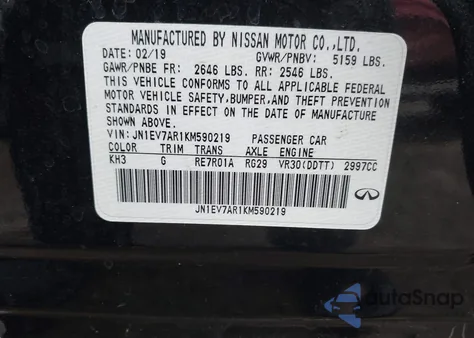 MANUFACTURED BY NISSAN MOTOR CO.,LTD.
DATE: 02/19 GVWR/PNBV: 5159 LBS.
GAWR/PNBE FR: 2646 LBS. RR: 2546 LBS.
THIS VEHICLE CONFORMS TO ALL APPLICABLE FEDERAL
MOTOR VEHICLE SAFETY,BUMPER,AND THEFT PREVENTION
STANDARDS IN EFFECT ON THE DATE OF MANUFACTURE
SHOWN ABOVE.
VIN: JN1EV7AR1KM590219 PASSENGER CAR
COLOR TRIM TRANS AXLE ENGINE
KH3 G RE7R01A RG29 VR30(DDTT) 2997CC
JN1EV7AR1KM590219
AutoSnap